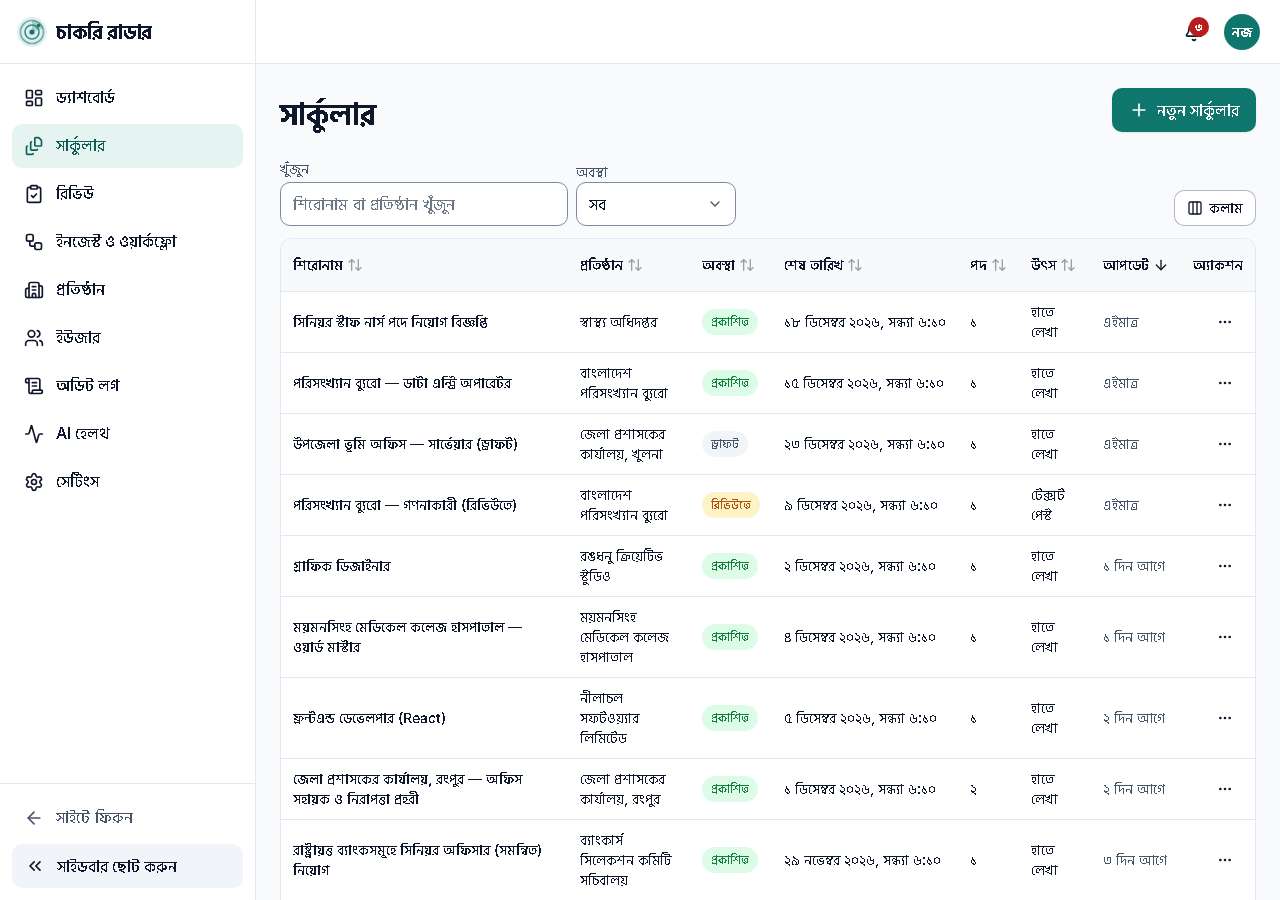 চাকরি রাডার
৩
নজ
ড্যাশবোর্ড
সার্কুলার
রিভিউ
ইনজেস্ট ও ওয়ার্কফ্লো
প্রতিষ্ঠান
ইউজার
অডিট লগ
AI হেলথ
সেটিংস
সাইটে ফিরুন
সাইডবার ছোট করুন
সার্কুলার
নতুন সার্কুলার
খুঁজুন
অবস্থা
শিরোনাম বা প্রতিষ্ঠান খুঁজুন
সব
কলাম
শিরোনাম প্রতিষ্ঠান অবস্থা শেষ তারিখ পদ উৎস আপডেট অ্যাকশন
সিনিয়র স্টাফ নার্স পদে নিয়োগ বিজ্ঞপ্তি
স্বাস্থ্য অধিদপ্তর
প্রকাশিত
১৮ ডিসেম্বর ২০২৬, সন্ধ্যা ৬:১০
১
হাতে
লেখা
এইমাত্র
পরিসংখ্যান ব্যুরো — ডাটা এন্ট্রি অপারেটর
বাংলাদেশ
পরিসংখ্যান ব্যুরো
প্রকাশিত
১৫ ডিসেম্বর ২০২৬, সন্ধ্যা ৬:১০
১
হাতে
লেখা
এইমাত্র
উপজেলা ভূমি অফিস — সার্ভেয়ার (ড্রাফট)
জেলা প্রশাসকের
কার্যালয়, খুলনা
ড্রাফট
২৩ ডিসেম্বর ২০২৬, সন্ধ্যা ৬:১০
১
হাতে
লেখা
এইমাত্র
পরিসংখ্যান ব্যুরো — গণনাকারী (রিভিউতে)
বাংলাদেশ
পরিসংখ্যান ব্যুরো
রিভিউতে
৯ ডিসেম্বর ২০২৬, সন্ধ্যা ৬:১০
১
টেক্সট
পেস্ট
এইমাত্র
গ্রাফিক ডিজাইনার
রঙধনু ক্রিয়েটিভ
স্টুডিও
প্রকাশিত
২ ডিসেম্বর ২০২৬, সন্ধ্যা ৬:১০
১
হাতে
লেখা
১ দিন আগে
ময়মনসিংহ মেডিকেল কলেজ হাসপাতাল —
ওয়ার্ড মাস্টার
ময়মনসিংহ
মেডিকেল কলেজ
হাসপাতাল
প্রকাশিত
৪ ডিসেম্বর ২০২৬, সন্ধ্যা ৬:১০
১
হাতে
লেখা
১ দিন আগে
ফ্রন্টএন্ড ডেভেলপার (React)
নীলাচল
সফটওয়্যার
লিমিটেড
প্রকাশিত
৫ ডিসেম্বর ২০২৬, সন্ধ্যা ৬:১০
১
হাতে
লেখা
২ দিন আগে
জেলা প্রশাসকের কার্যালয়, রংপুর — অফিস
সহায়ক ও নিরাপত্তা প্রহরী
জেলা প্রশাসকের
কার্যালয়, রংপুর
প্রকাশিত
১ ডিসেম্বর ২০২৬, সন্ধ্যা ৬:১০
২
হাতে
লেখা
২ দিন আগে
রাষ্ট্রায়ত্ত ব্যাংকসমূহে সিনিয়র অফিসার (সমন্বিত)
নিয়োগ
ব্যাংকার্স
সিলেকশন কমিটি
সচিবালয়
প্রকাশিত
২৯ নভেম্বর ২০২৬, সন্ধ্যা ৬:১০
১
হাতে
লেখা
৩ দিন আগে